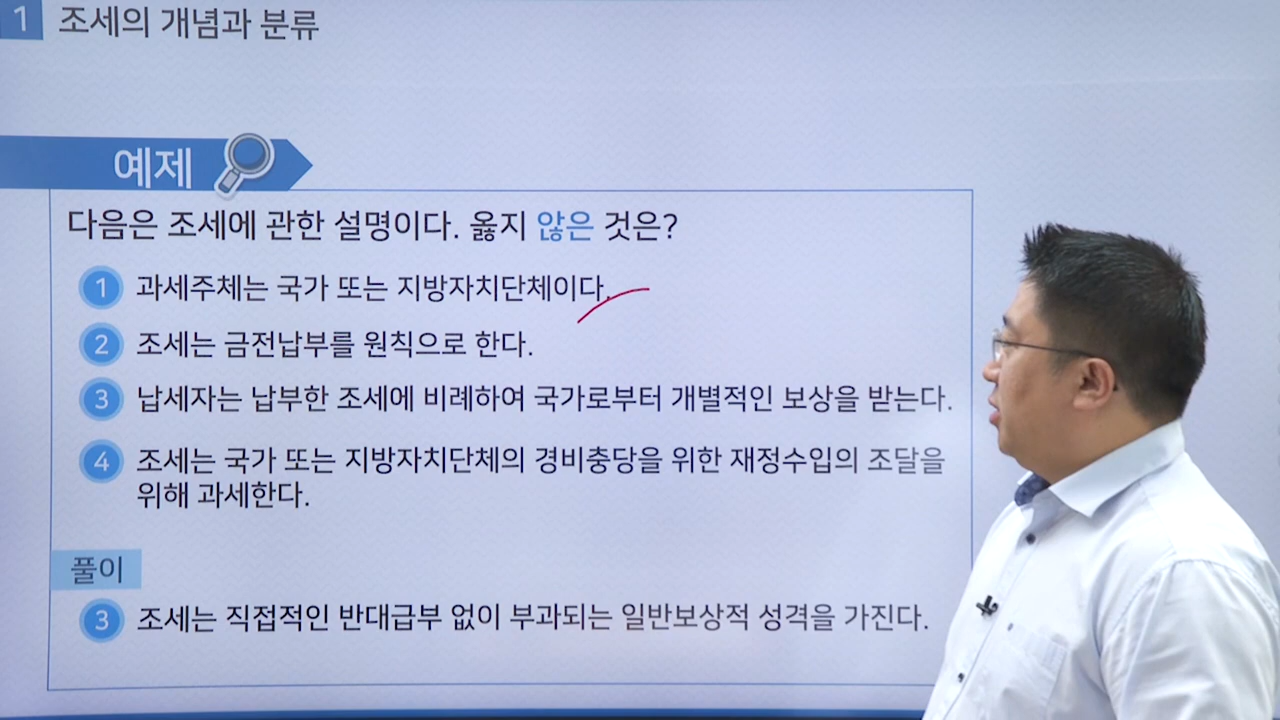 1 조세의 개념과 분류
예제
다음은 조세에 관한 설명이다. 옳지 않은 것은?
1 과세주체는 국가 또는 지방자치단체이다.
2 조세는 금전납부를 원칙으로 한다.
3 납세자는 납부한 조세에 비례하여 국가로부터 개별적인 보상을 받는다.
4 조세는 국가 또는 지방자치단체의 경비충당을 위한 재정수입의 조달을
위해 과세한다.
풀이
3 조세는 직접적인 반대급부 없이 부과되는 일반보상적 성격을 가진다.